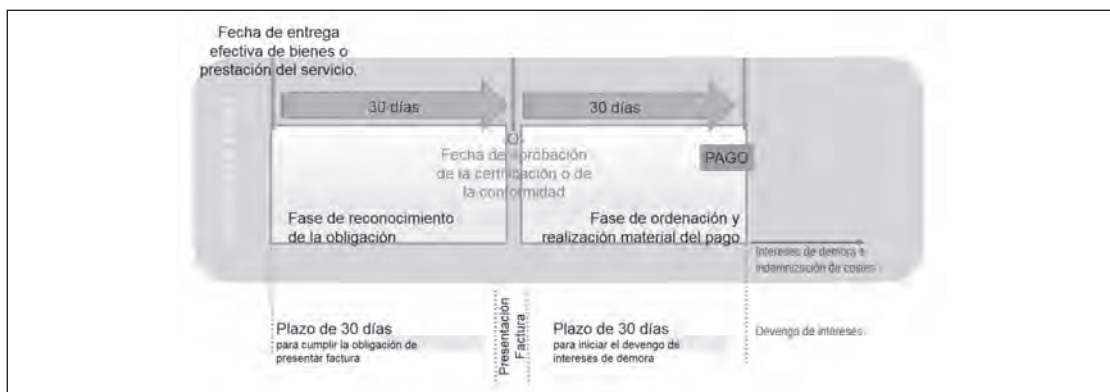 Fecha de entrega
efectiva de bienes o
prestación del servicio.
30 días
30 días
Fecha de aprobación
de la certificación o de
la conformidad
PAGO
Fase de reconocimiento
de la obligación
Fase de ordenación y
realización material del pago
Intereses de demora e
indemnización de costes
Plazo de 30 días
para cumplir la obligación de
presentar factura
Presentación
Factura
Plazo de 30 días
para iniciar el devengo de
intereses de demora
Devengo de intereses